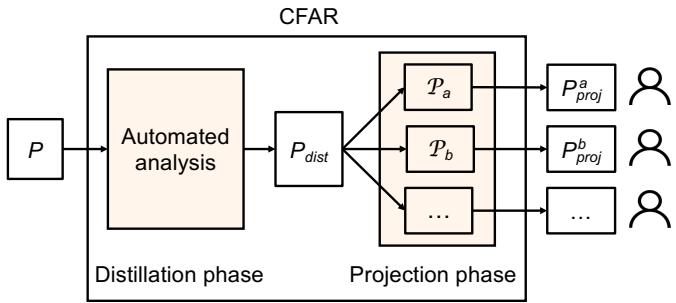 CFAR
P
Automated
analysis
P_dist
𝒫_a
𝒫_b
...
P^a_proj
P^b_proj
...
Distillation phase
Projection phase